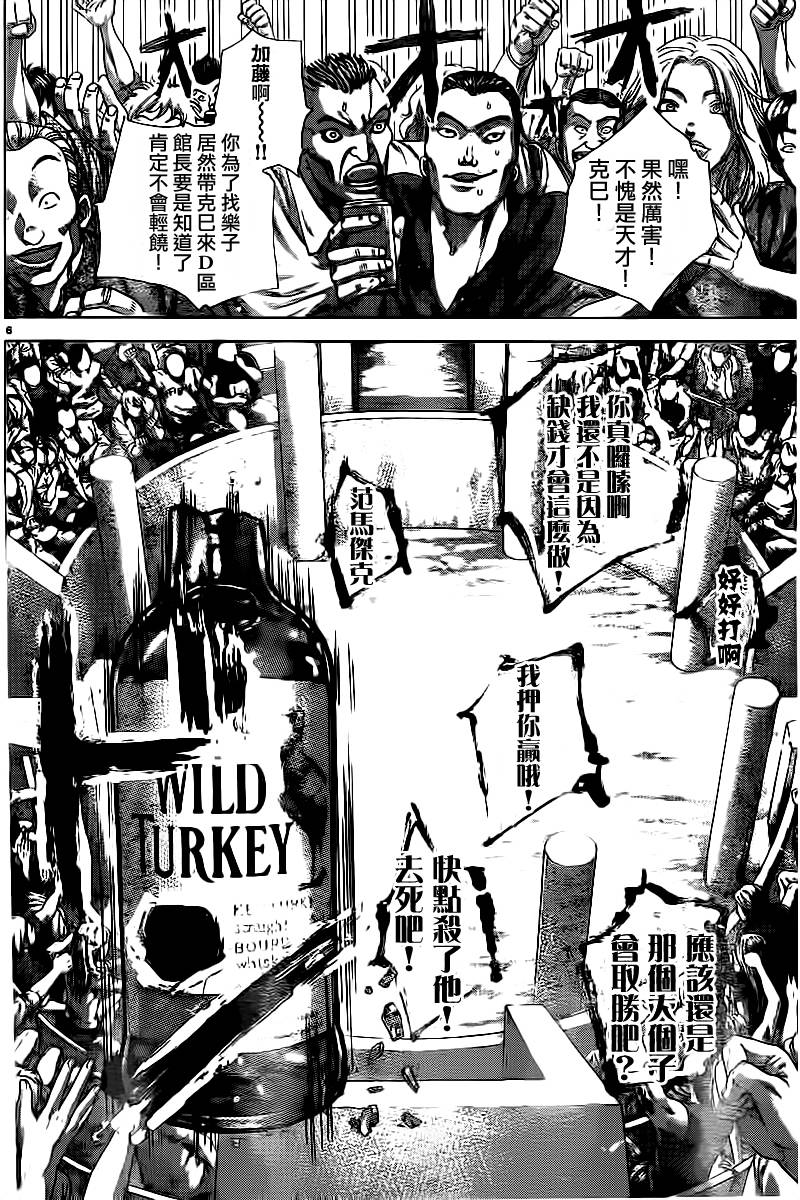 嘿！
果然厲害！
不愧是天才！
克巳！
加藤啊～～!!
你為了找樂子
居然帶克巳來D區
館長要是知道了
肯定不會輕饒！
6
你真囉嗦啊
我還不是因為
缺錢才會這麼做！
范馬傑克
好好打啊
我押你贏哦！
快點殺了他！
去死吧！
應該還是
那個大個子
會取勝吧？
WILD
TURKEY